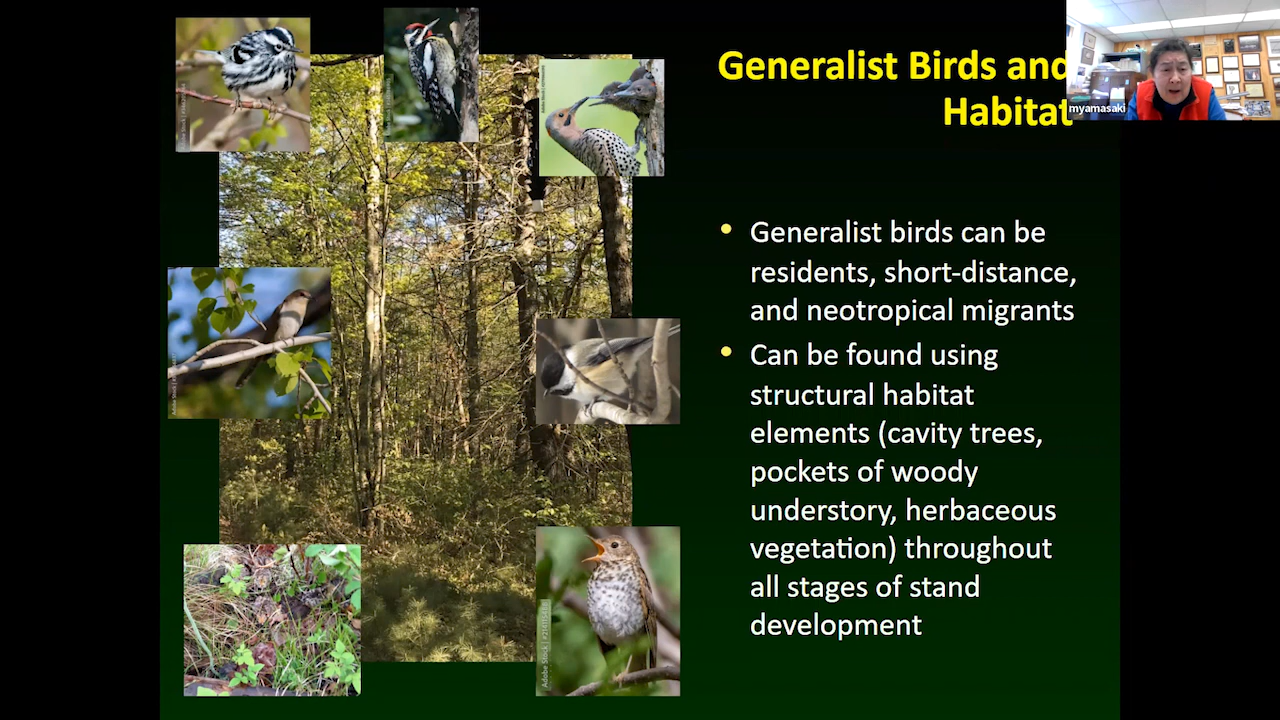 Generalist Birds and
Habitat
myamasaki
• Generalist birds can be
residents, short-distance,
and neotropical migrants
• Can be found using
structural habitat
elements (cavity trees,
pockets of woody
understory, herbaceous
vegetation) throughout
all stages of stand
development